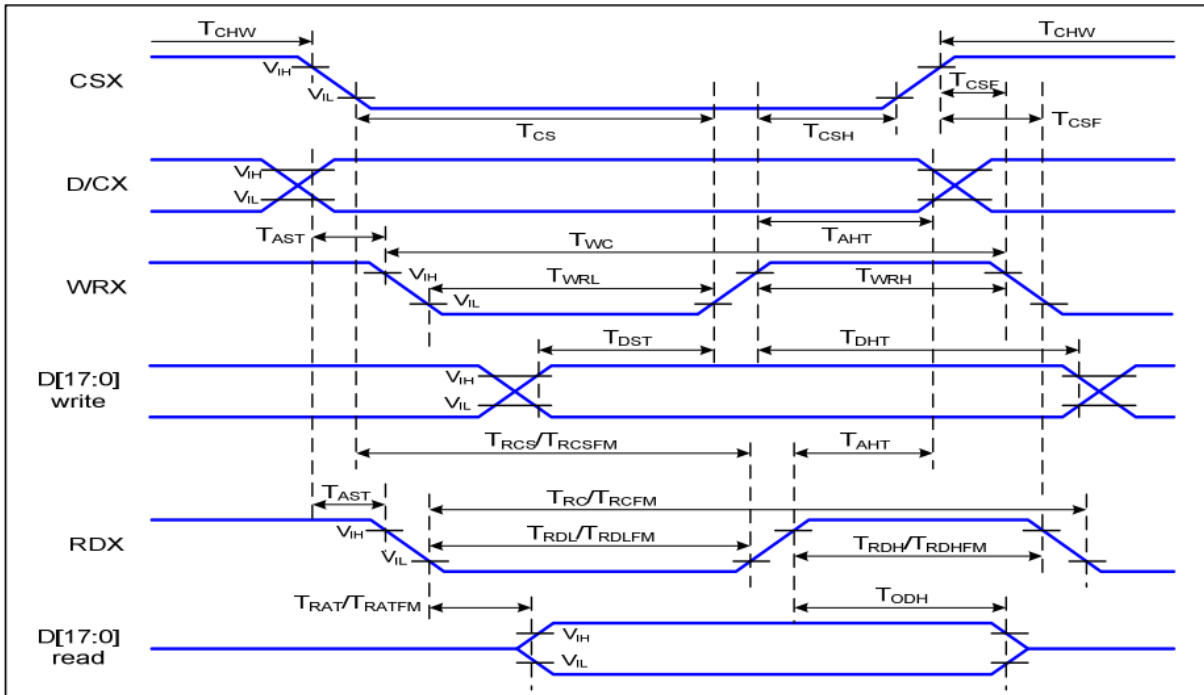 TCHW TCHW
CSX VIH VIL TCSF
TCS TCSH TCSF
D/CX VIH VIL
TAST TWC TAHT
WRX VIH VIL TWRL TWRH
TDST TDHT
D[17:0] write VIH VIL
TRCS/TRCSFM TAHT
TAST TRC/TRCFM
RDX VIH VIL TRDL/TRDLFM TRDH/TRDHFM
TRAT/TRATFM TODH
D[17:0] read VIH VIL